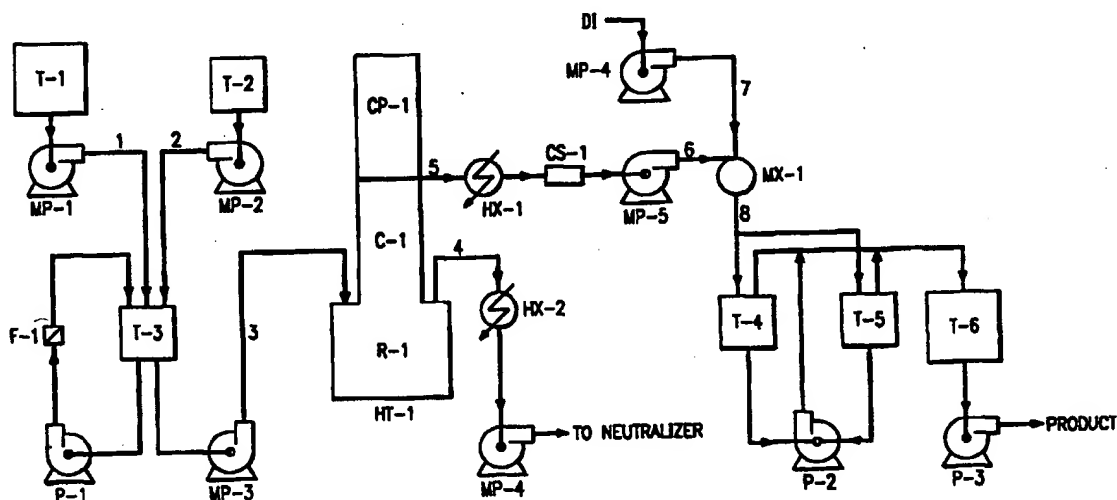 DI
T-1
T-2
MP-4
CP-1
7
1
2
CS-1
6
5
MX-1
MP-1
MP-2
HX-1
MP-5
8
C-1
4
F-1
T-3
3
HX-2
T-4
T-5
T-6
R-1
HT-1
TO NEUTRALIZER
PRODUCT
P-1
MP-3
MP-4
P-2
P-3